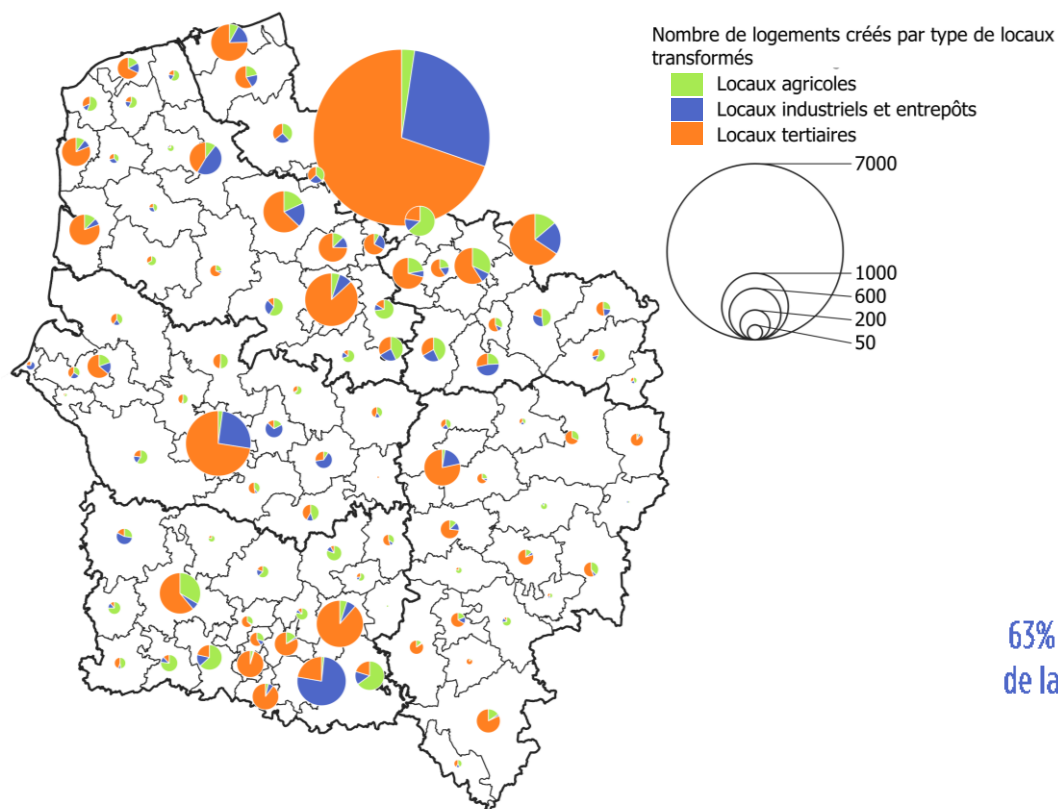 Nombre de logements créés par type de locaux
transformés
Locaux agricoles
Locaux industriels et entrepôts
Locaux tertiaires
7000
1000
600
200
50
63%
de la